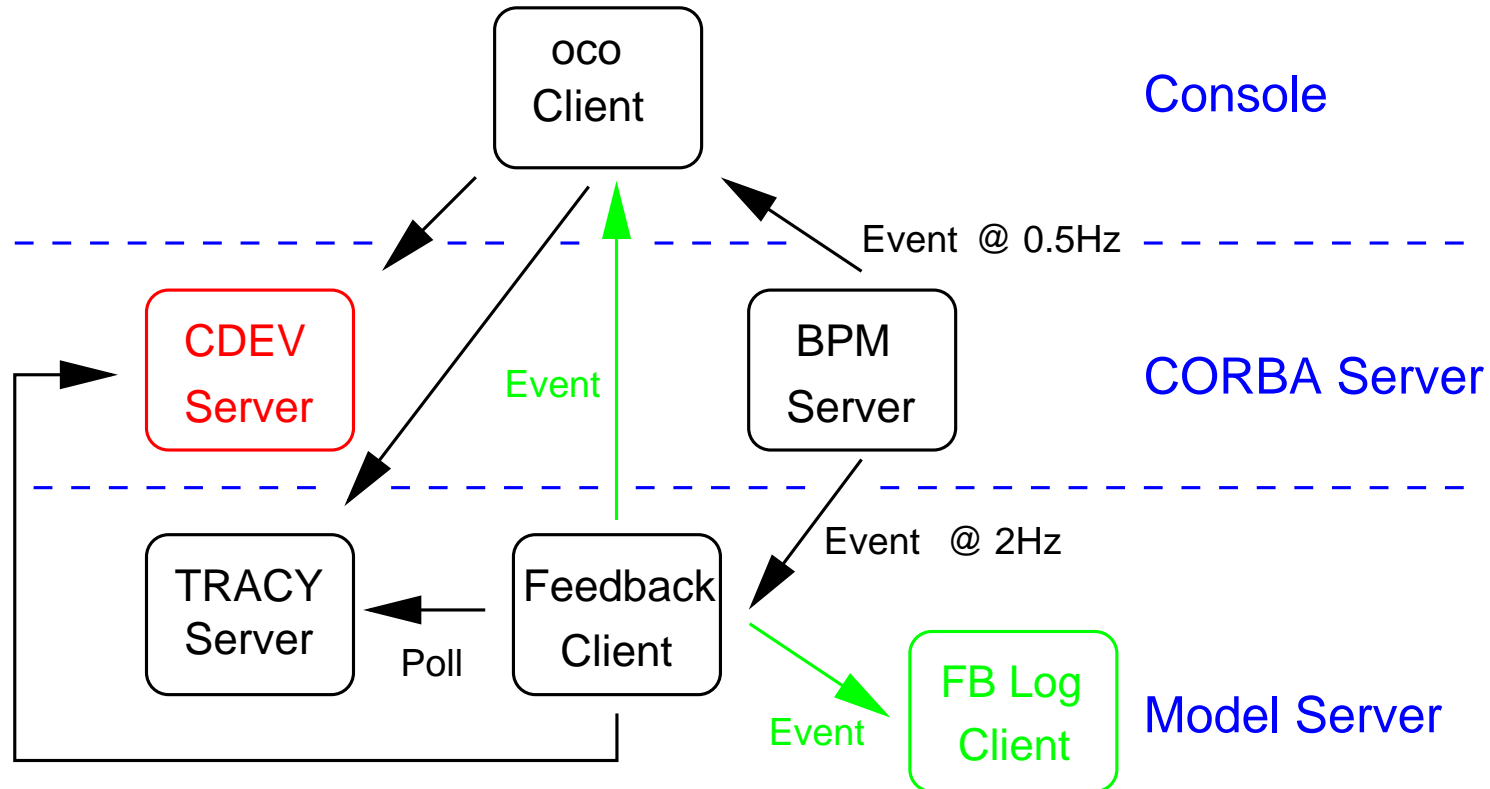 oco
Client
Console
Event @ 0.5Hz
CDEV
Server
Event
BPM
Server
CORBA Server
Event @ 2Hz
TRACY
Server
Poll
Feedback
Client
Event
FB Log
Client
Model Server